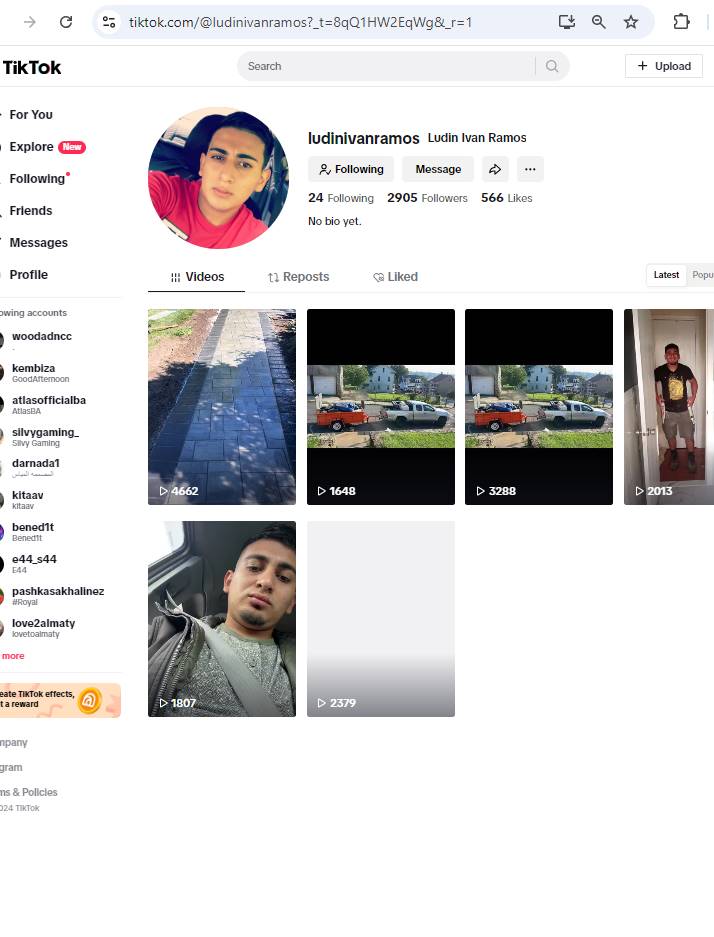 tiktok.com/@ludinivanramos?_t=8qQ1HW2EqWg&_r=1
TikTok
Search
Upload
For You
Explore New
Following
Friends
Messages
Profile
ludinivanramos Ludin Ivan Ramos
Following Message
24 Following 2905 Followers 566 Likes
No bio yet.
Videos Reposts Liked
Latest Popu
4662
1648
3288
2013
1807
2379
owing accounts
woodadncc
kembiza
GoodAfternoon
atlasofficialba
AtlasBA
silvygaming_
Silvy Gaming
darnada1
kitaav
kitaav
bened1t
Bened1t
e44_s44
E44
pashkasakhalinez
#Royal
love2almaty
lovetoalmaty
more
eate TikTok effects,
t a reward
mpany
gram
ms & Policies
024 TikTok